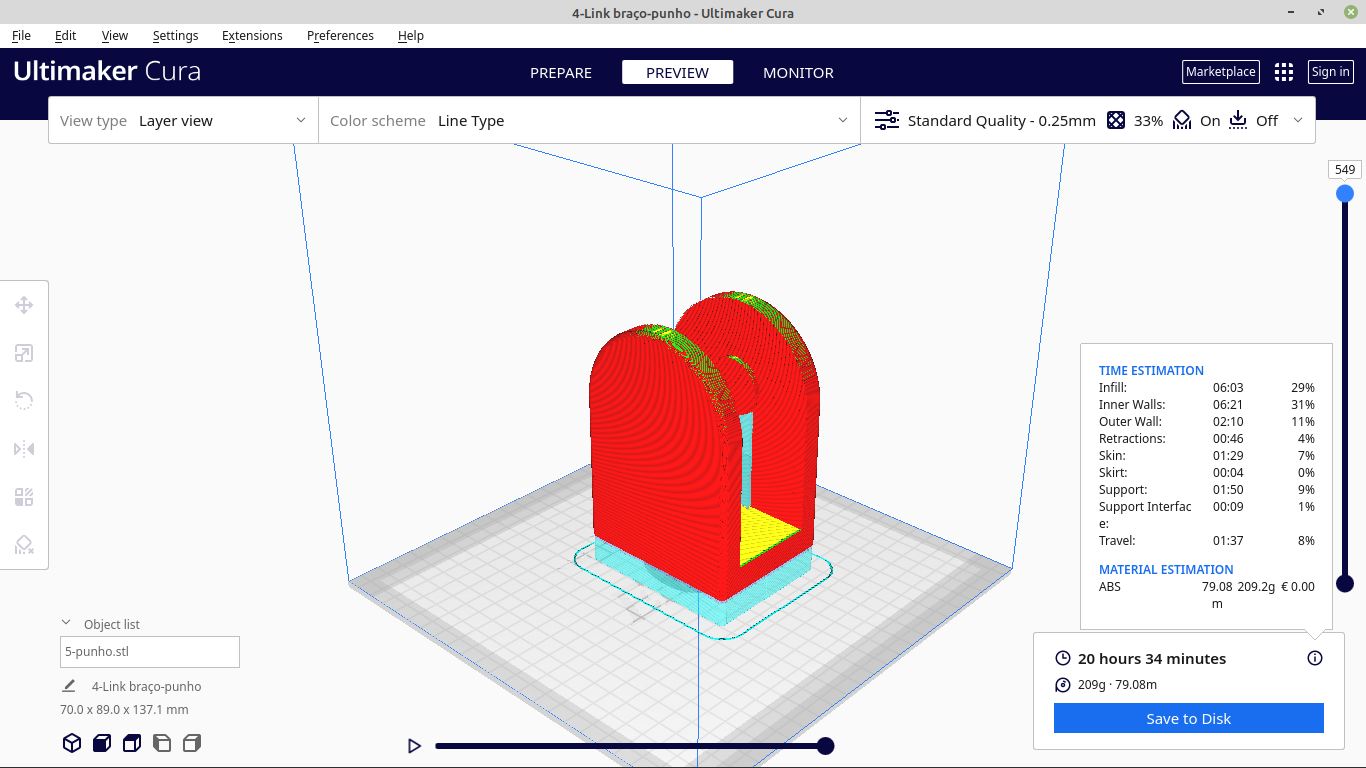 4-Link braço-punho - Ultimaker Cura
File Edit View Settings Extensions Preferences Help
Ultimaker Cura PREPARE PREVIEW MONITOR Marketplace Sign in
View type Layer view Color scheme Line Type Standard Quality - 0.25mm 33% On Off
549
TIME ESTIMATION
Infill: 06:03 29%
Inner Walls: 06:21 31%
Outer Wall: 02:10 11%
Retractions: 00:46 4%
Skin: 01:29 7%
Skirt: 00:04 0%
Support: 01:50 9%
Support Interfac 00:09 1%
e:
Travel: 01:37 8%
MATERIAL ESTIMATION
ABS 79.08 209.2g € 0.00
m
Object list
5-punho.stl
4-Link braço-punho
70.0 x 89.0 x 137.1 mm
20 hours 34 minutes
209g · 79.08m
Save to Disk